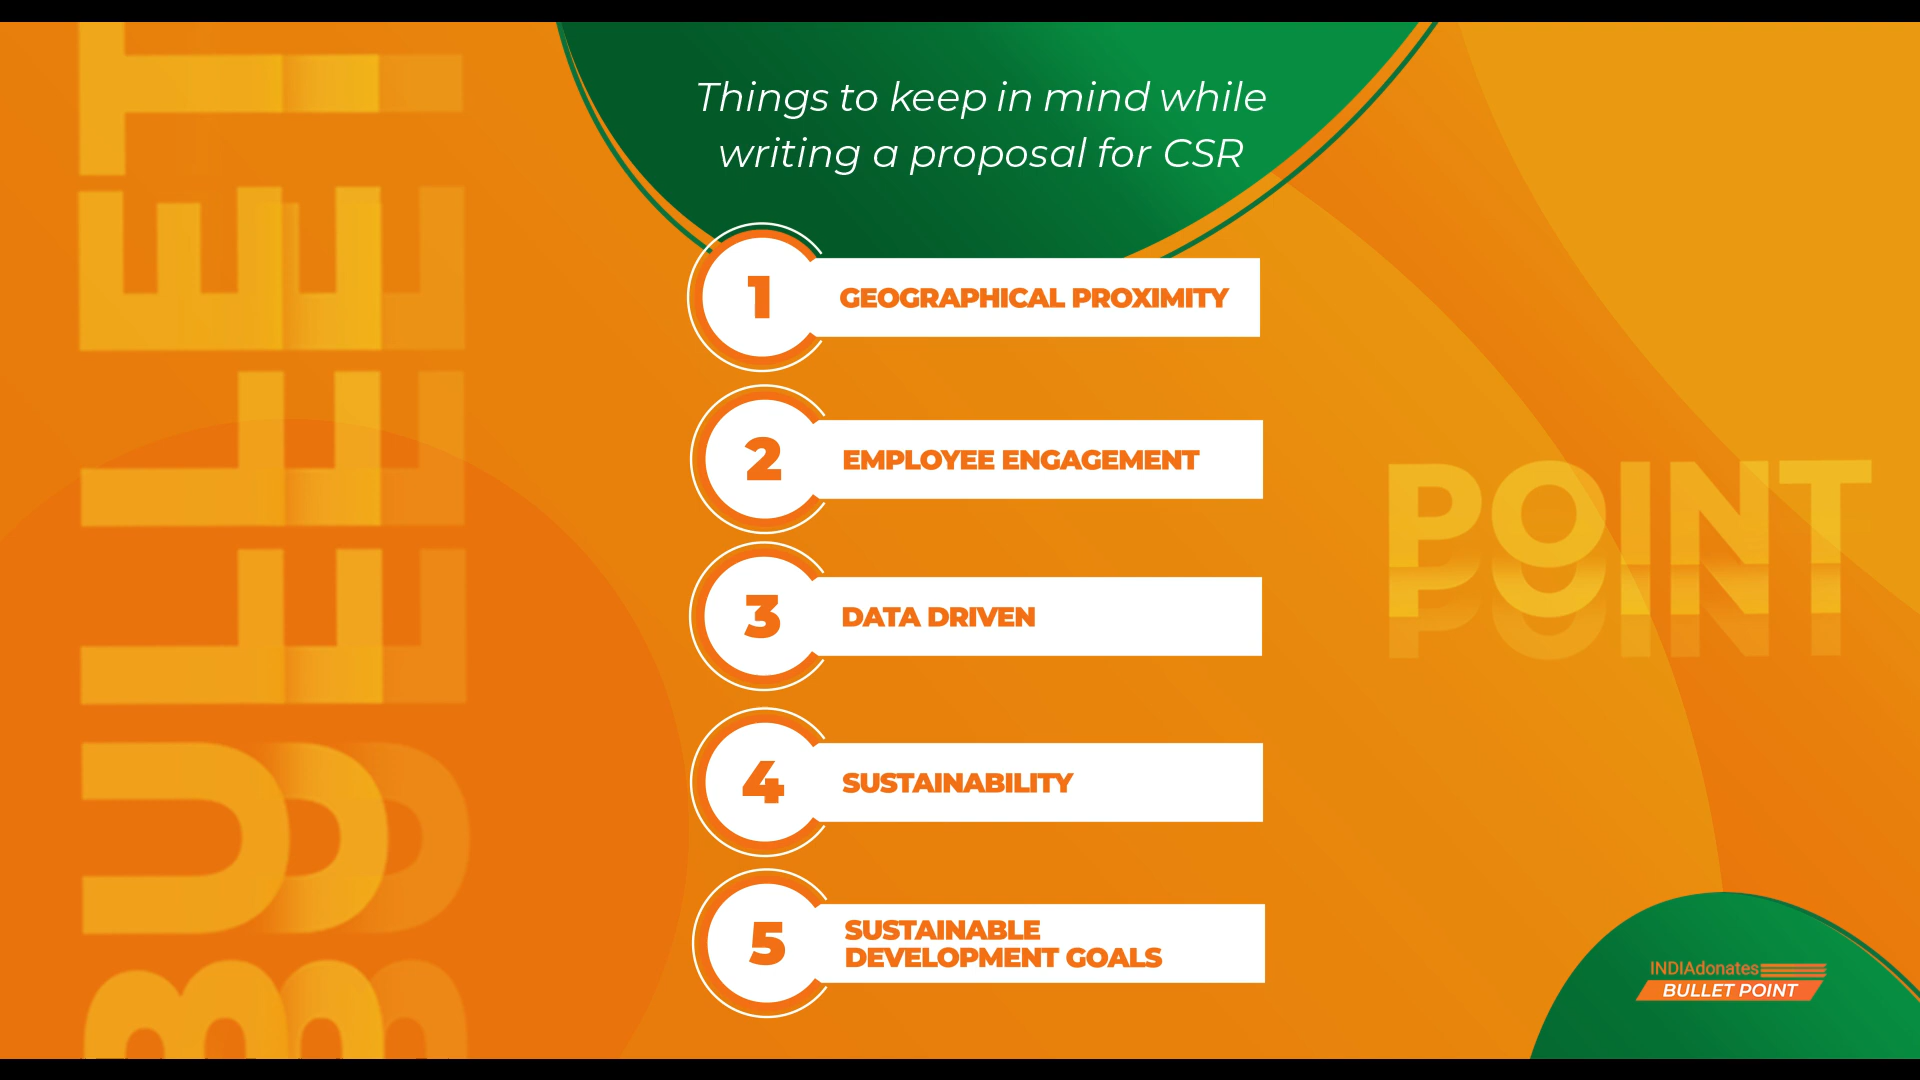 Things to keep in mind while
writing a proposal for CSR
1
GEOGRAPHICAL PROXIMITY
2
EMPLOYEE ENGAGEMENT
3
DATA DRIVEN
4
SUSTAINABILITY
5
SUSTAINABLE
DEVELOPMENT GOALS
BULLET
POINT
INDIAdonates
BULLET POINT